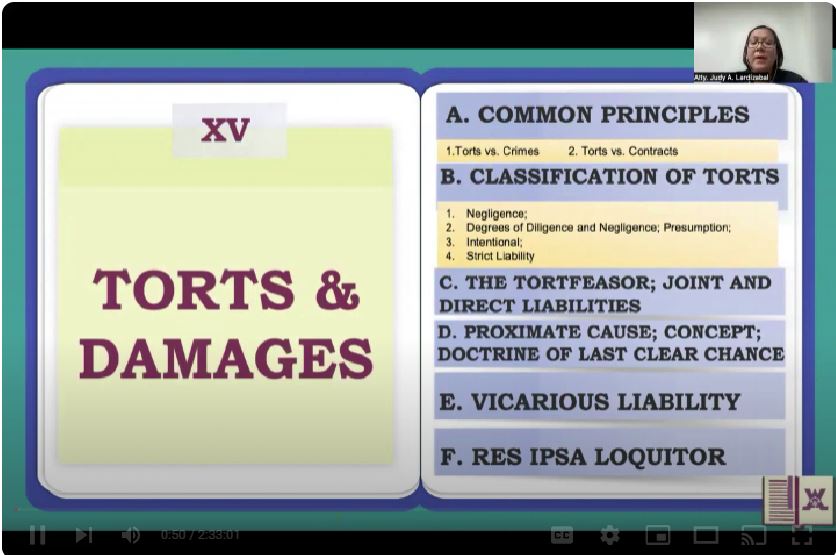 Atty. Judy A. Lardizabal
XV
TORTS &
DAMAGES
A. COMMON PRINCIPLES
1.Torts vs. Crimes 2. Torts vs. Contracts
B. CLASSIFICATION OF TORTS
1. Negligence;
2. Degrees of Diligence and Negligence; Presumption;
3. Intentional;
4. Strict Liability
C. THE TORTFEASOR; JOINT AND
DIRECT LIABILITIES
D. PROXIMATE CAUSE; CONCEPT;
DOCTRINE OF LAST CLEAR CHANCE
E. VICARIOUS LIABILITY
F. RES IPSA LOQUITOR
0:50 / 2:33:01
CC